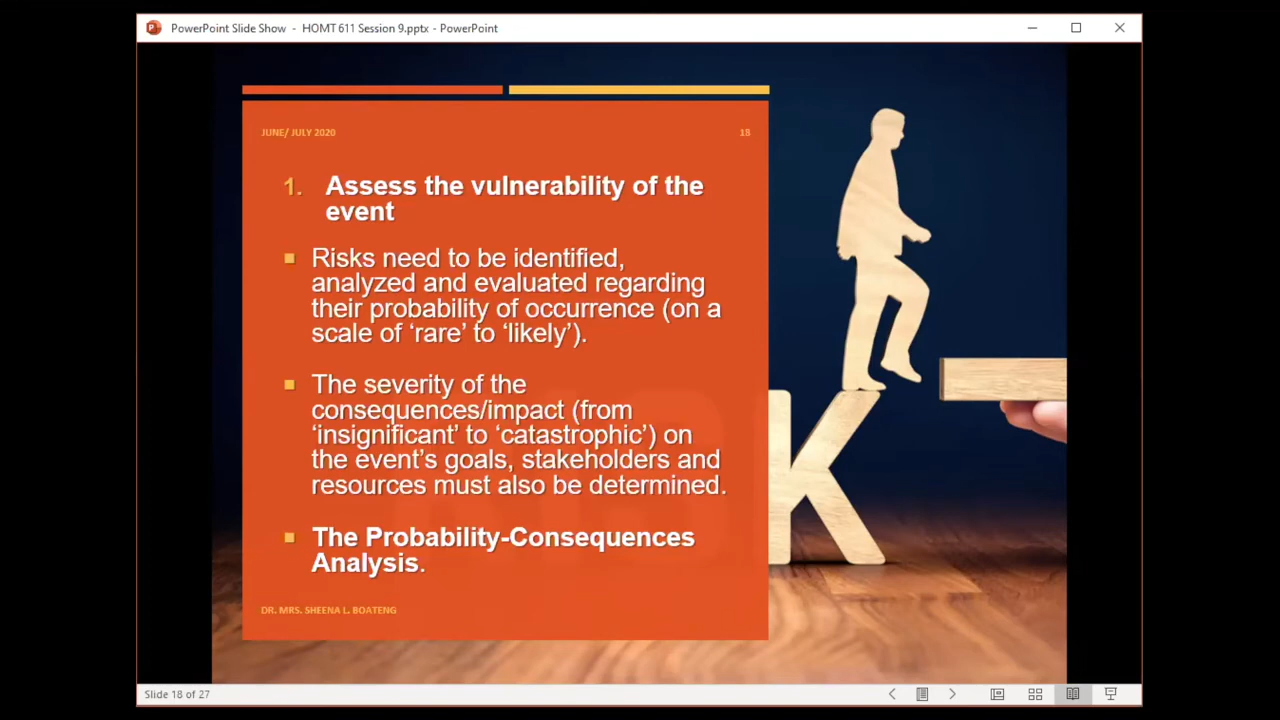 PowerPoint Slide Show - HOMT 611 Session 9.pptx - PowerPoint
JUNE/ JULY 2020
18
1. Assess the vulnerability of the
event
Risks need to be identified,
analyzed and evaluated regarding
their probability of occurrence (on a
scale of ‘rare’ to ‘likely’).
The severity of the
consequences/impact (from
‘insignificant’ to ‘catastrophic’) on
the event’s goals, stakeholders and
resources must also be determined.
The Probability-Consequences
Analysis.
K
DR. MRS. SHEENA L. BOATENG
Slide 18 of 27